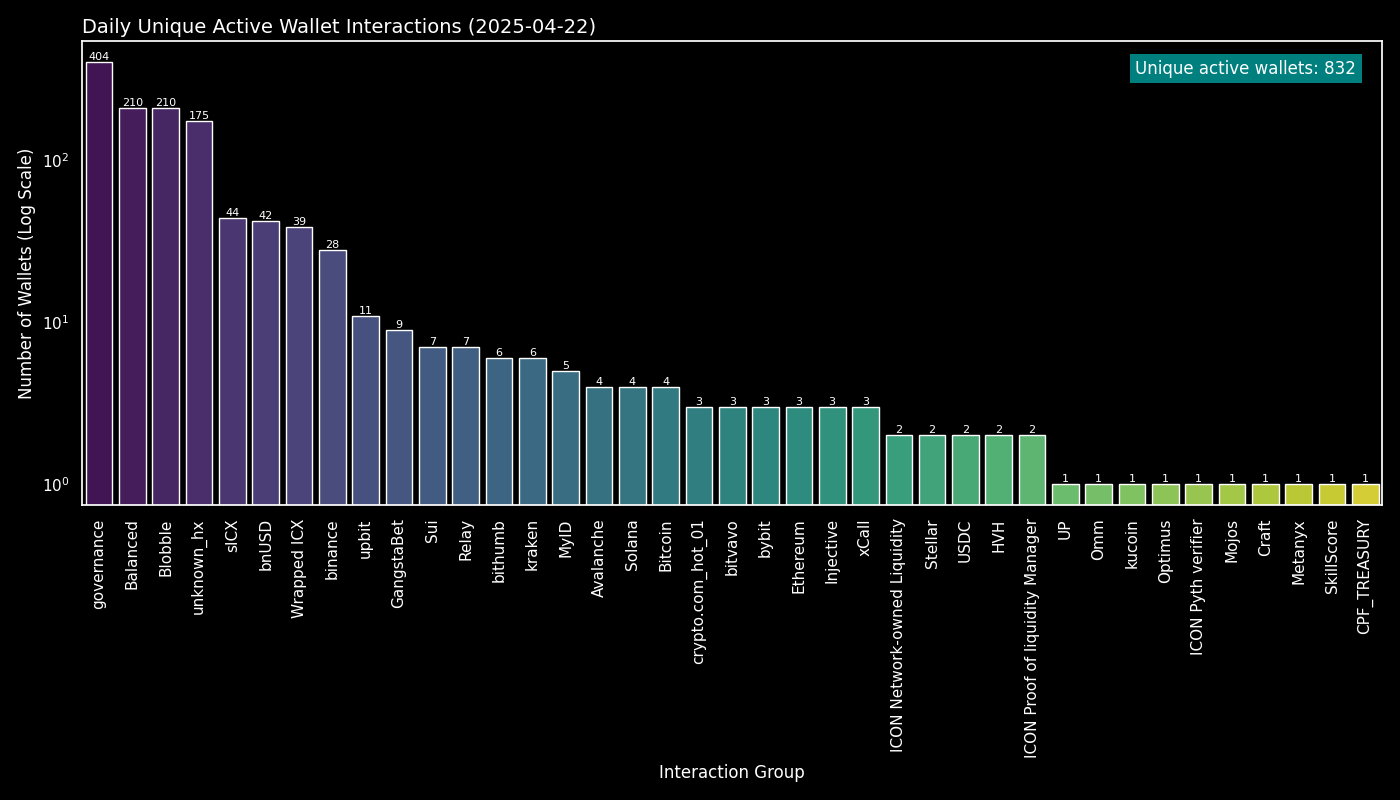 Daily Unique Active Wallet Interactions (2025-04-22)
Unique active wallets: 832
Number of Wallets (Log Scale)
10²
10¹
10⁰
404
210
210
175
44
42
39
28
11
9
7
7
6
6
5
4
4
4
3
3
3
3
3
3
2
2
2
2
2
1
1
1
1
1
1
1
1
1
1
governance
Balanced
Blobble
unknown_hx
sICX
bnUSD
Wrapped ICX
binance
upbit
GangstaBet
Sui
Relay
bithumb
kraken
MyID
Avalanche
Solana
Bitcoin
crypto.com_hot_01
bitvavo
bybit
Ethereum
Injective
xCall
ICON Network-owned Liquidity
Stellar
USDC
HVH
ICON Proof of liquidity Manager
UP
Omm
kucoin
Optimus
ICON Pyth verifier
Mojos
Craft
Metanyx
SkillScore
CPF_TREASURY
Interaction Group